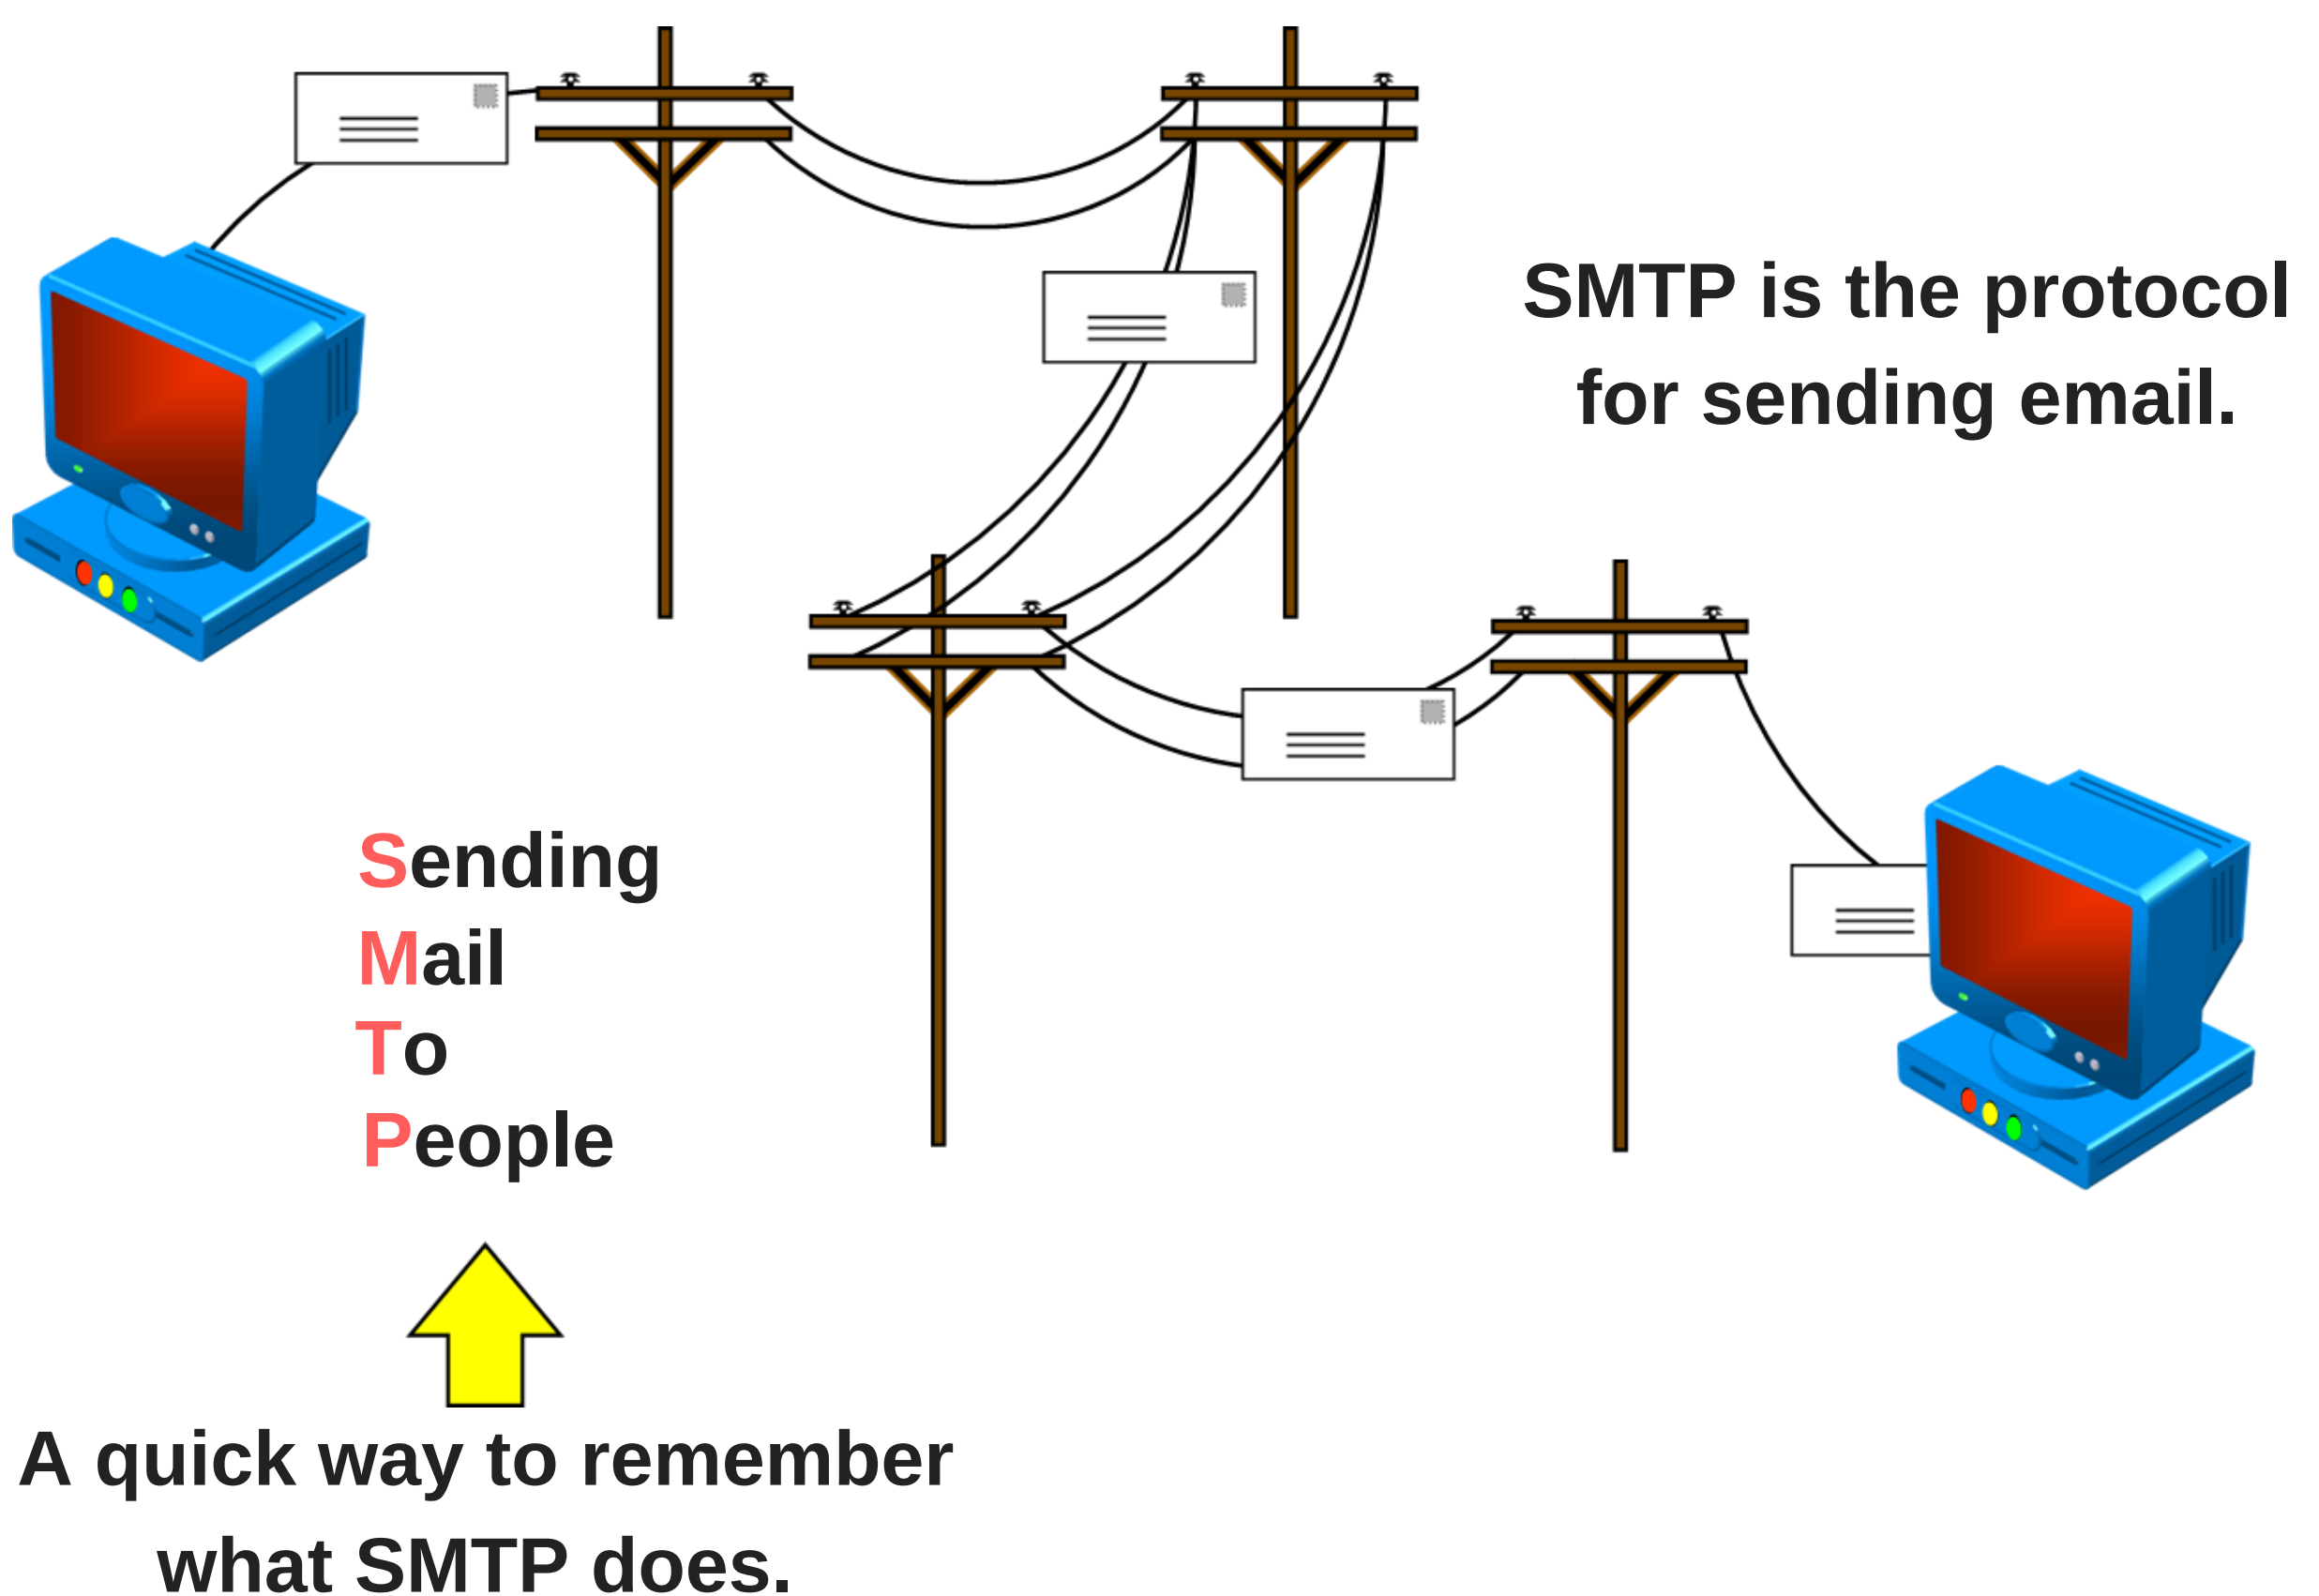 SMTP is the protocol
for sending email.
Sending
Mail
To
People
A quick way to remember
what SMTP does.